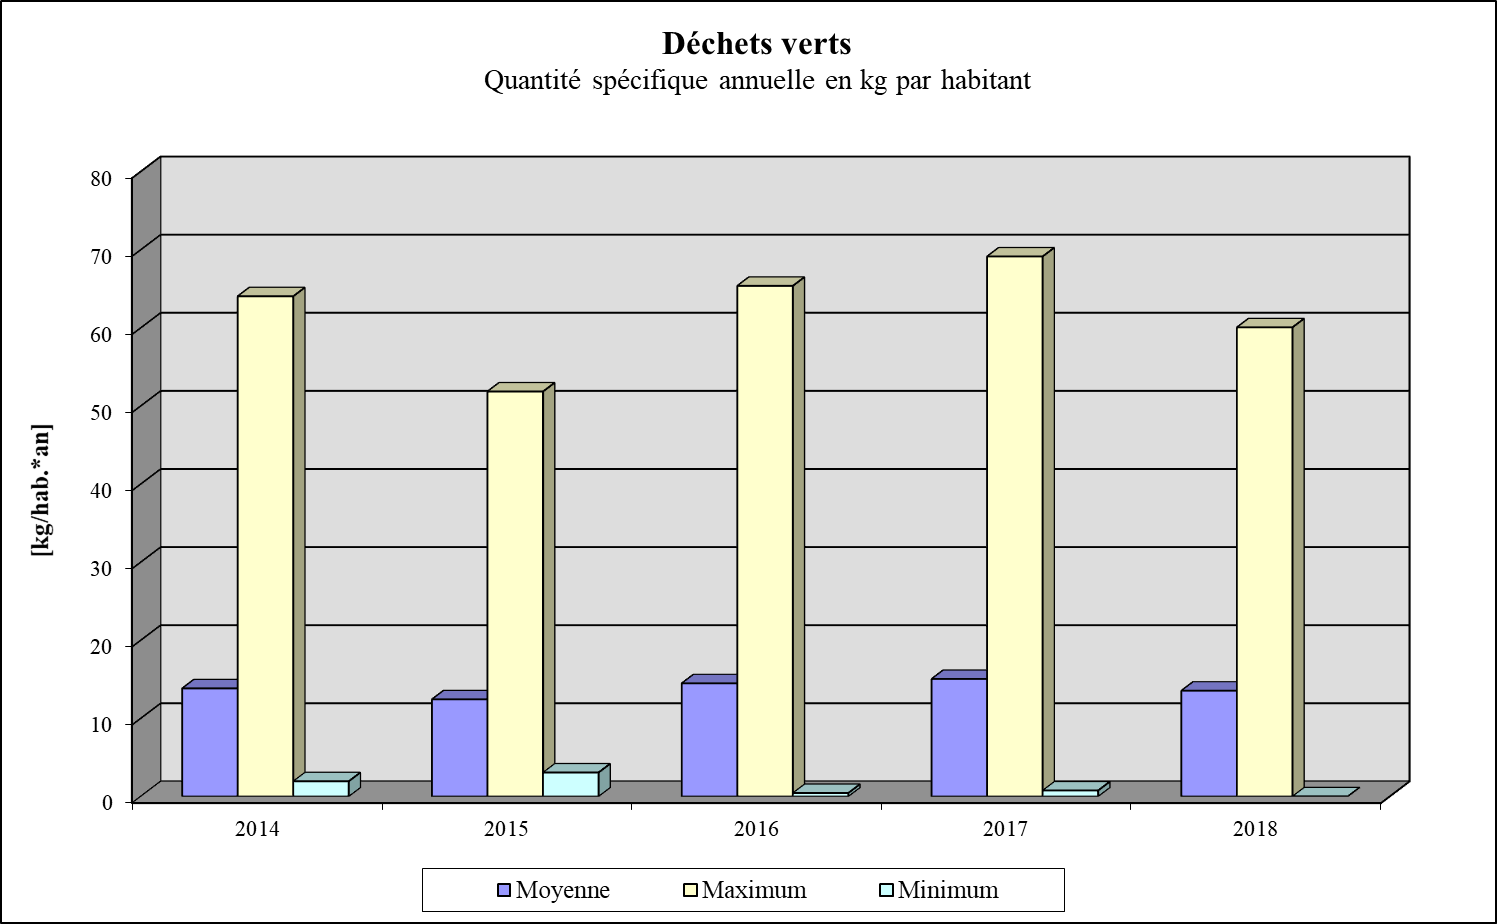 Déchets verts
Quantité spécifique annuelle en kg par habitant
[kg/hab.*an]
80
70
60
50
40
30
20
10
0
2014 2015 2016 2017 2018
Moyenne Maximum Minimum